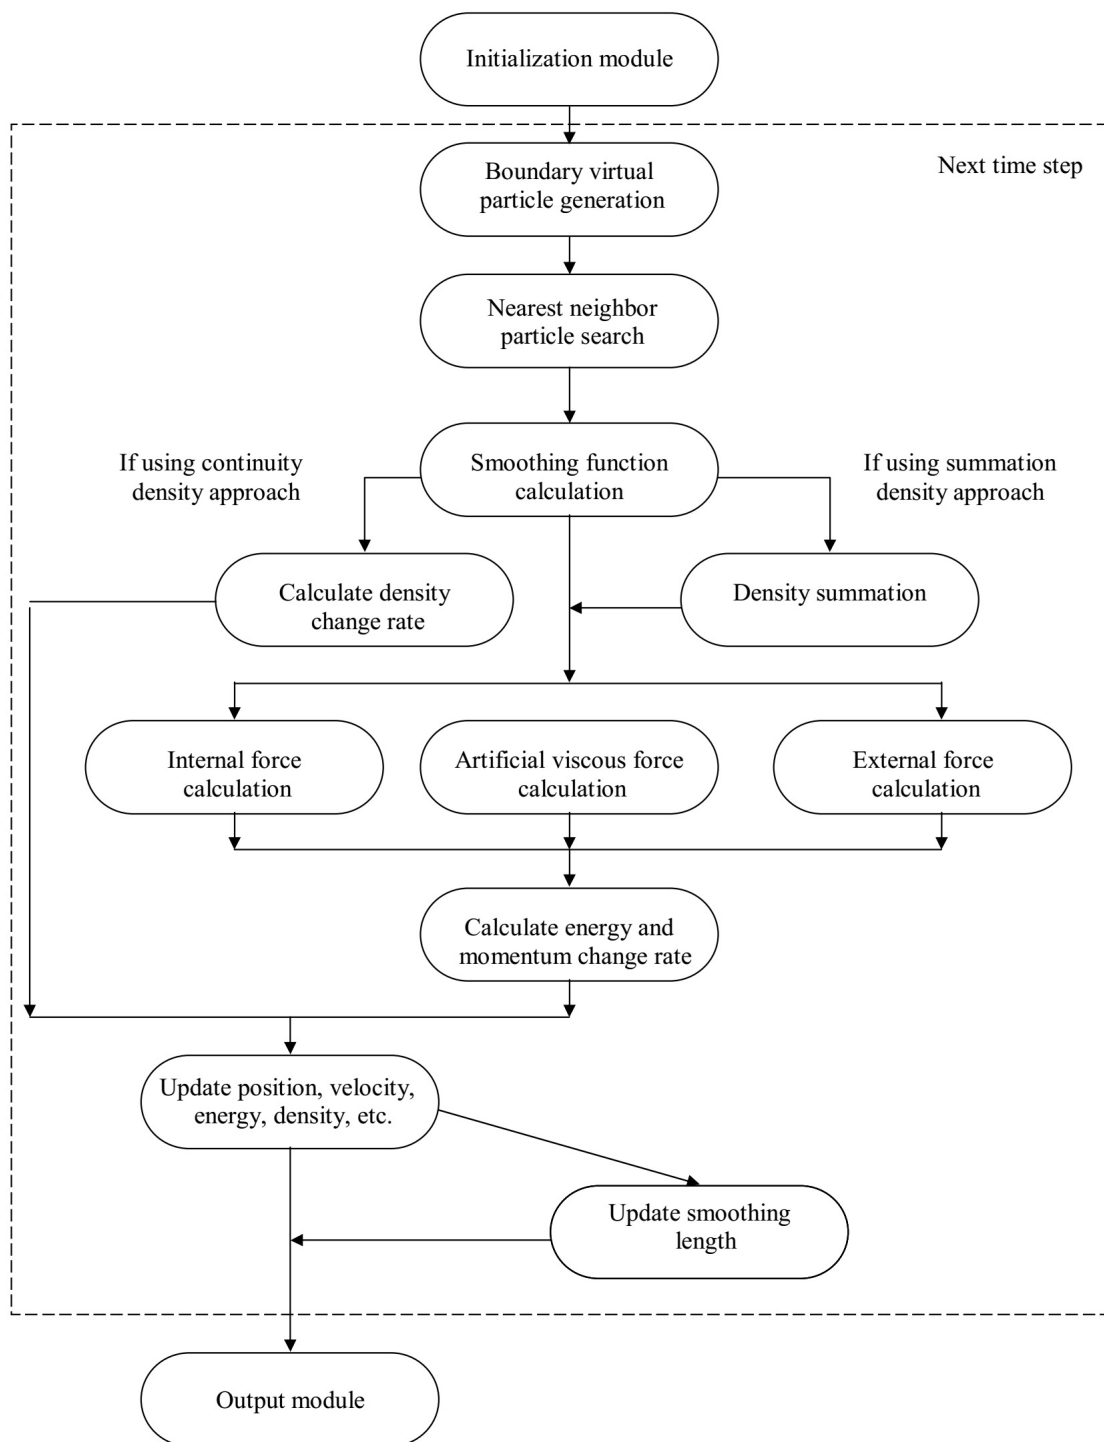 Initialization module
Next time step
Boundary virtual
particle generation
Nearest neighbor
particle search
If using continuity
density approach
Smoothing function
calculation
If using summation
density approach
Calculate density
change rate
Density summation
Internal force
calculation
Artificial viscous force
calculation
External force
calculation
Calculate energy and
momentum change rate
Update position, velocity,
energy, density, etc.
Update smoothing
length
Output module